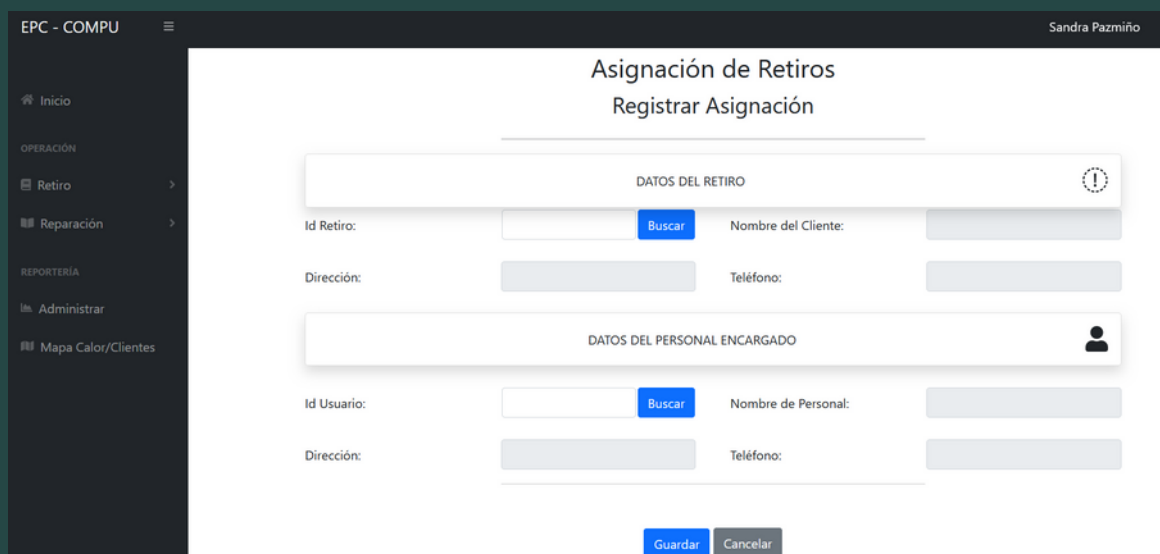 EPC - COMPU
Sandra Pazmiño
Inicio
OPERACIÓN
Retiro
Reparación
REPORTERÍA
Administrar
Mapa Calor/Clientes
Asignación de Retiros
Registrar Asignación
DATOS DEL RETIRO
Id Retiro: Buscar Nombre del Cliente:
Dirección: Teléfono:
DATOS DEL PERSONAL ENCARGADO
Id Usuario: Buscar Nombre de Personal:
Dirección: Teléfono:
Guardar Cancelar